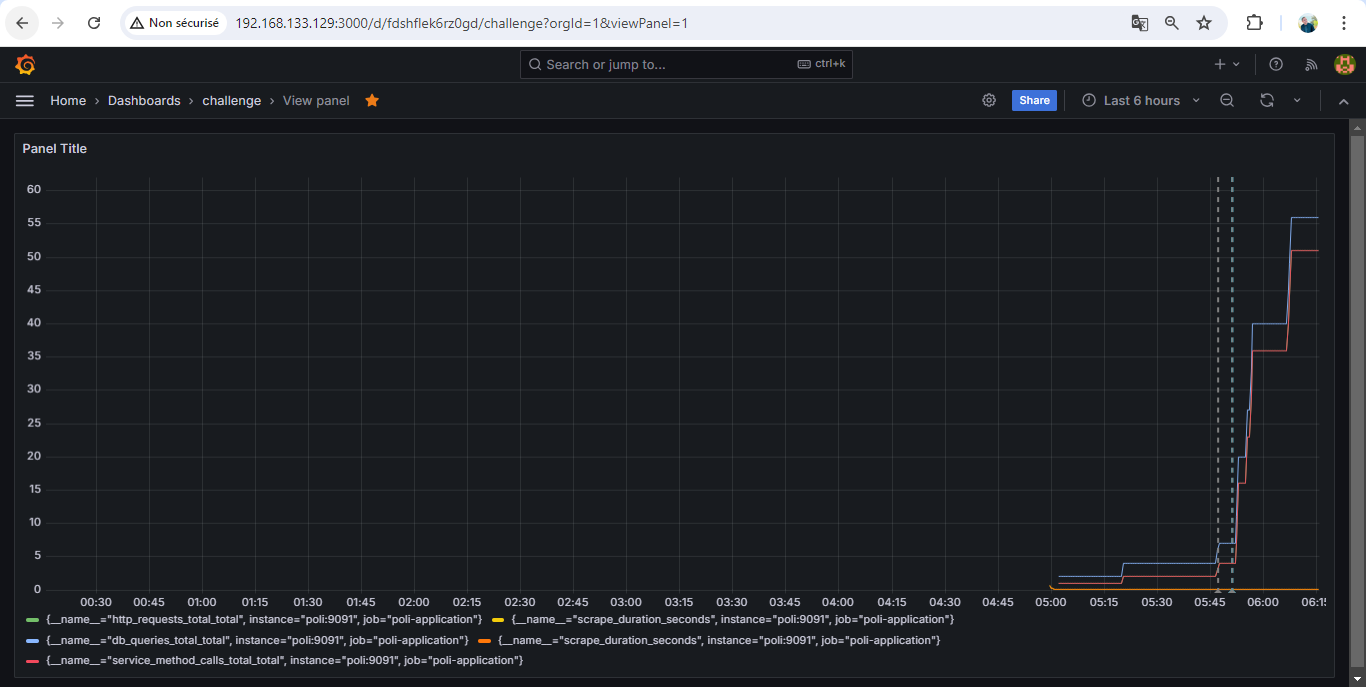 Non sécurisé 192.168.133.129:3000/d/fdshflek6rz0gd/challenge?orgId=1&viewPanel=1
Search or jump to... ctrl+k
Home › Dashboards › challenge › View panel Share Last 6 hours
Panel Title
60
55
50
45
40
35
30
25
20
15
10
5
0
00:30 00:45 01:00 01:15 01:30 01:45 02:00 02:15 02:30 02:45 03:00 03:15 03:30 03:45 04:00 04:15 04:30 04:45 05:00 05:15 05:30 05:45 06:00 06:15
{__name__="http_requests_total_total", instance="poli:9091", job="poli-application"} {__name__="scrape_duration_seconds", instance="poli:9091", job="poli-application"}
{__name__="db_queries_total_total", instance="poli:9091", job="poli-application"} {__name__="scrape_duration_seconds", instance="poli:9091", job="poli-application"}
{__name__="service_method_calls_total_total", instance="poli:9091", job="poli-application"}